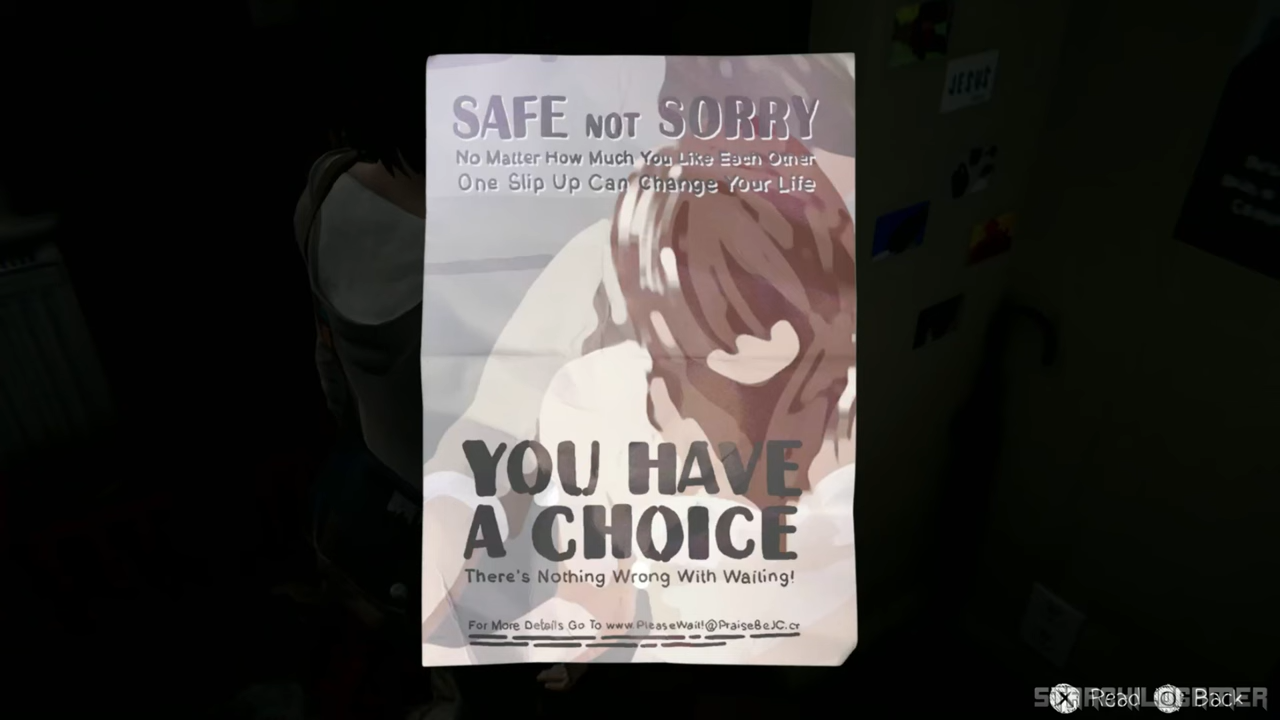 SAFE NOT SORRY
No Matter How Much You Like Each Other
One Slip Up Can Change Your Life
JESUS
YOU HAVE
A CHOICE
There's Nothing Wrong With Waiting!
For More Details Go To www.PleaseWait!@PraiseBeJC.cr
Read
Back